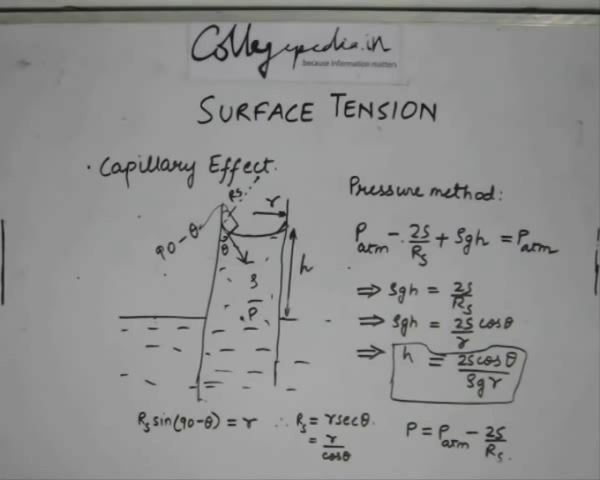 Collegepedia.in
because information matters
SURFACE TENSION
• Capillary Effect.
Rs
r
90-θ
θ
h
ρ
P
Pressure method:
Patm - 2S/Rs + ρgh = Patm
⇒ ρgh = 2S/Rs
⇒ ρgh = 2S cosθ/r
⇒ h = 2S cosθ/ρgr
Rs sin(90-θ) = r ∴ Rs = r secθ.
= r/cosθ
P = Patm - 2S/Rs.